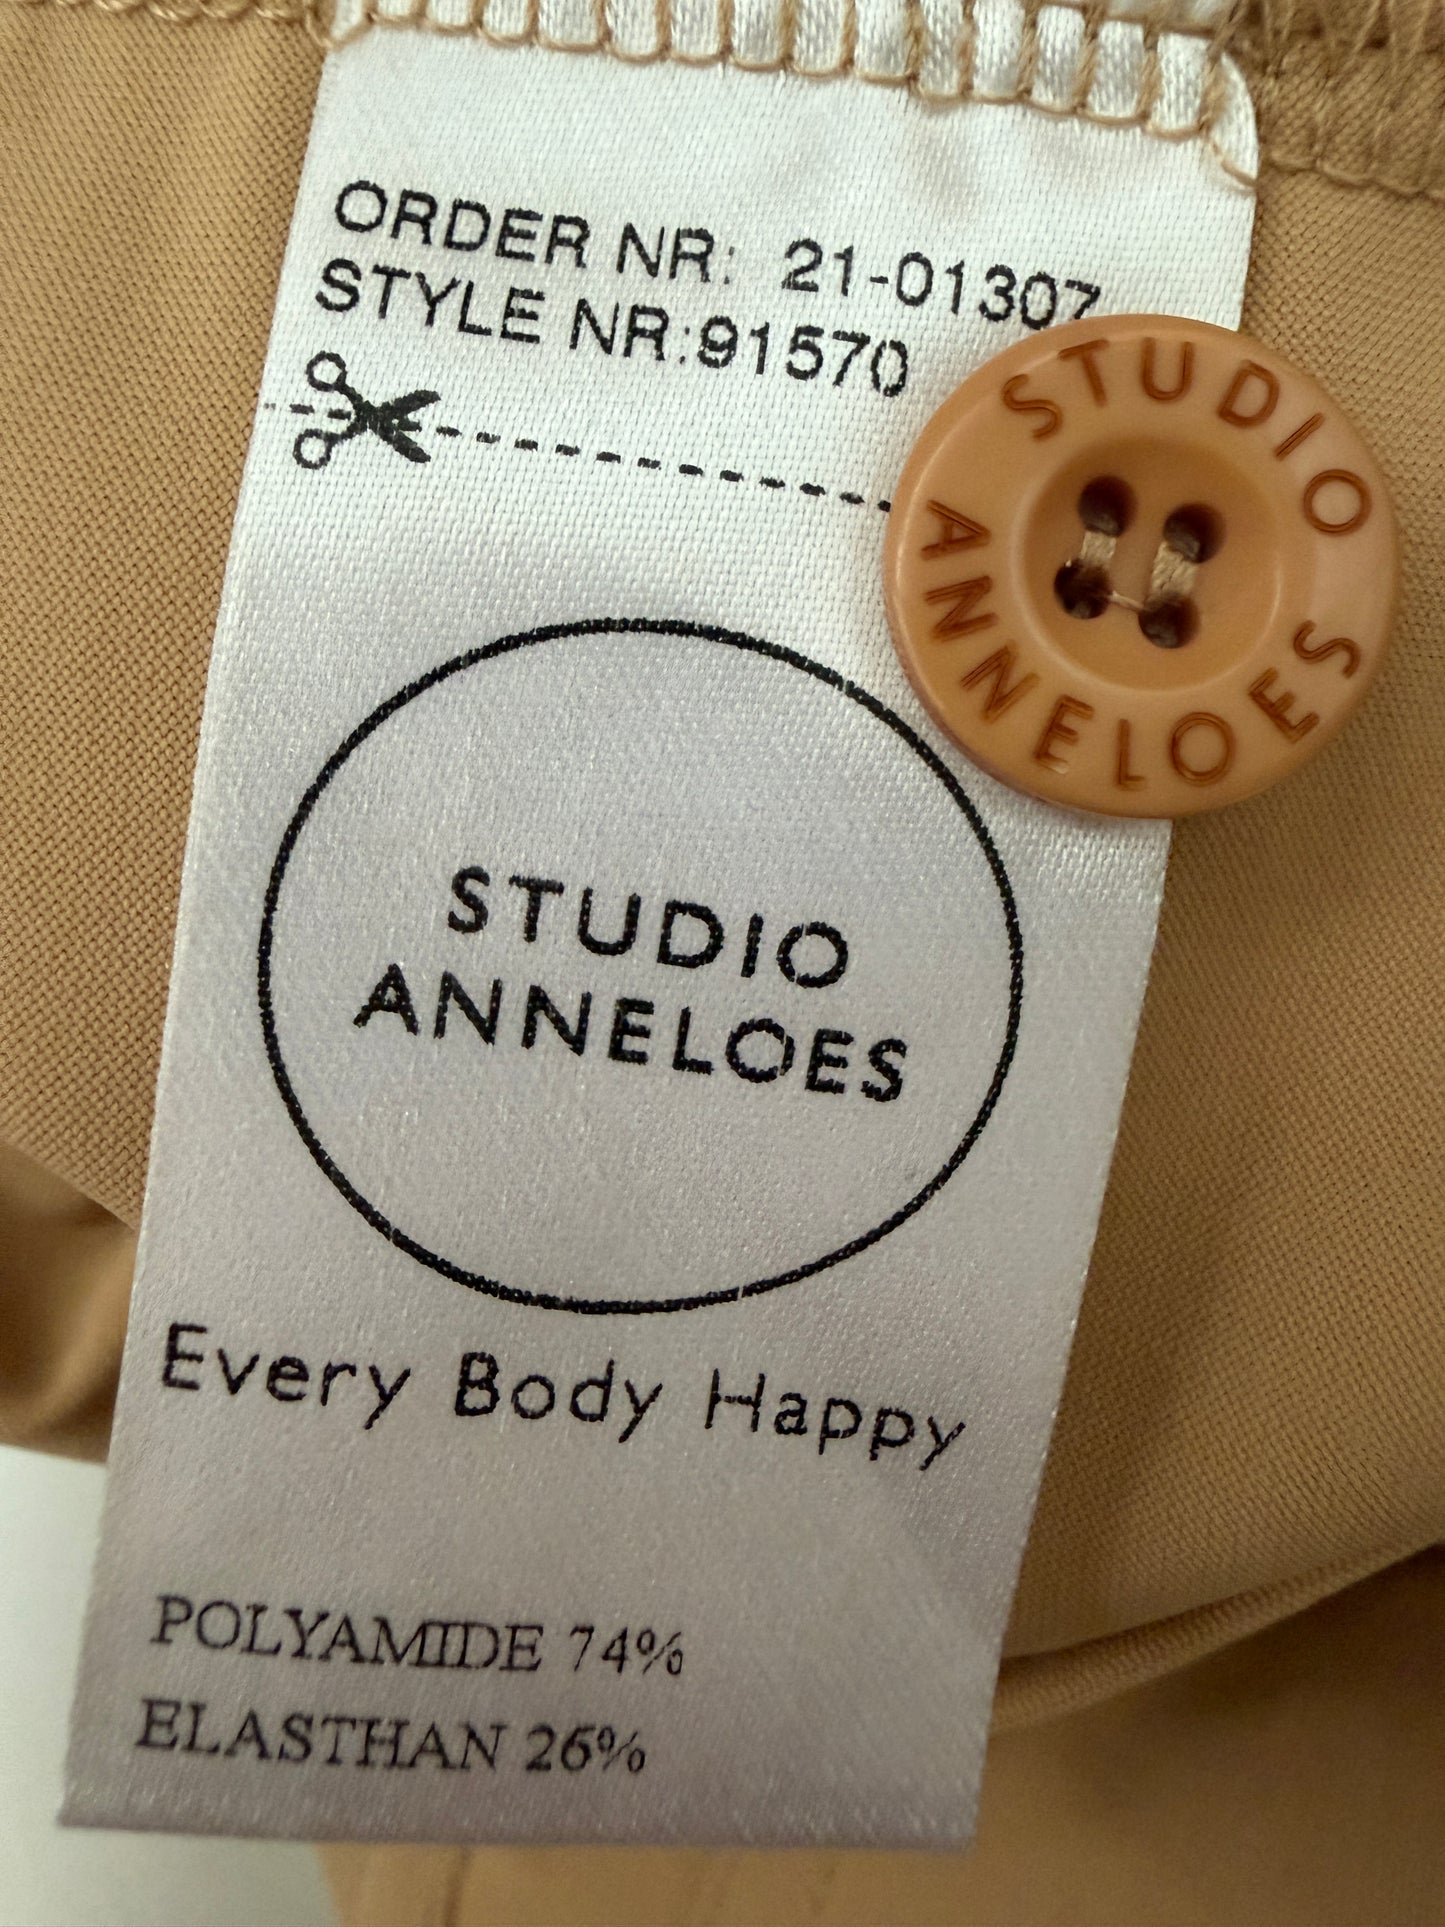 ORDER NR: 21-01307
STYLE NR:91570
STUDIO
ANNELOES
STUDIO
ANNELOES
Every Body Happy
POLYAMIDE 74%
ELASTHAN 26%